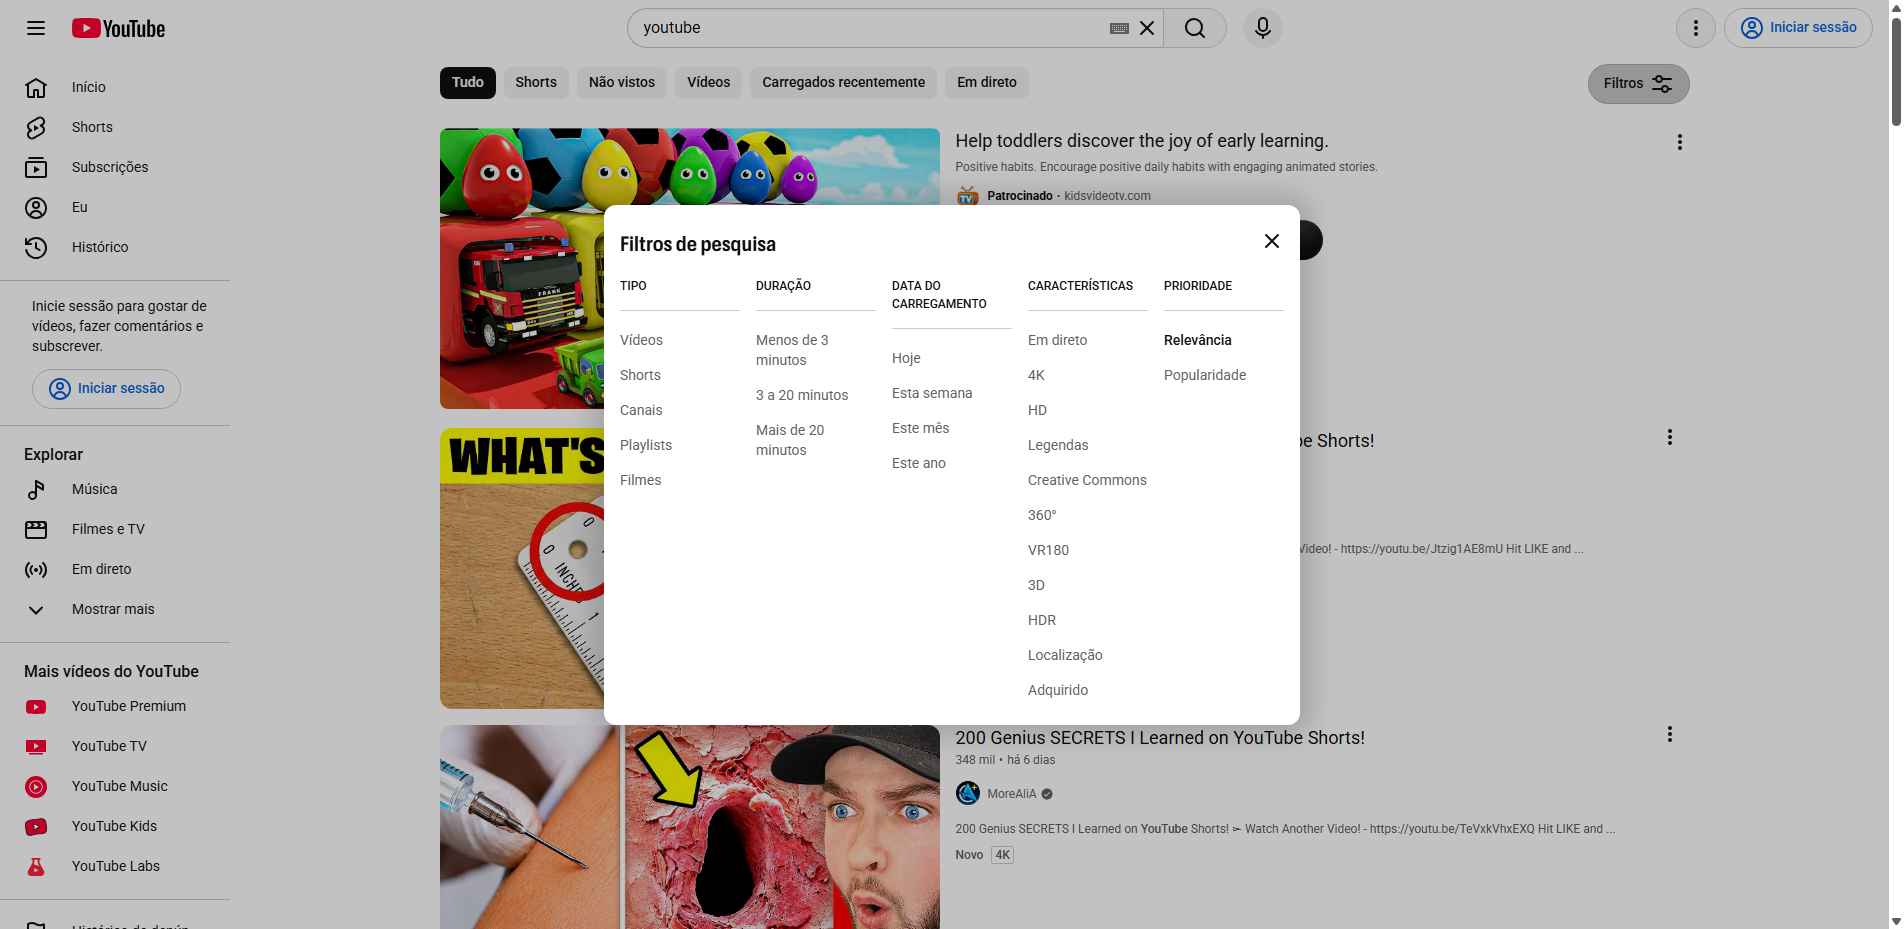 YouTube
youtube
Iniciar sessão
Início
Shorts
Subscrições
Eu
Histórico
Inicie sessão para gostar de
vídeos, fazer comentários e
subscrever.
Iniciar sessão
Explorar
Música
Filmes e TV
Em direto
Mostrar mais
Mais vídeos do YouTube
YouTube Premium
YouTube TV
YouTube Music
YouTube Kids
YouTube Labs
Tudo
Shorts
Não vistos
Vídeos
Carregados recentemente
Em direto
Filtros
FRANK
Help toddlers discover the joy of early learning.
Positive habits. Encourage positive daily habits with engaging animated stories.
TV
Patrocinado · kidsvideotv.com
Filtros de pesquisa
TIPO
Vídeos
Shorts
Canais
Playlists
Filmes
DURAÇÃO
Menos de 3
minutos
3 a 20 minutos
Mais de 20
minutos
DATA DO
CARREGAMENTO
Hoje
Esta semana
Este mês
Este ano
CARACTERÍSTICAS
Em direto
4K
HD
Legendas
Creative Commons
360°
VR180
3D
HDR
Localização
Adquirido
PRIORIDADE
Relevância
Popularidade
WHAT'S
0
0
INCHES
1
be Shorts!
Video! - https://youtu.be/Jtzig1AE8mU Hit LIKE and ...
200 Genius SECRETS I Learned on YouTube Shorts!
348 mil • há 6 dias
MoreAliA
200 Genius SECRETS I Learned on YouTube Shorts! ➛ Watch Another Video! - https://youtu.be/TeVxkVhxEXQ Hit LIKE and ...
Novo
4K